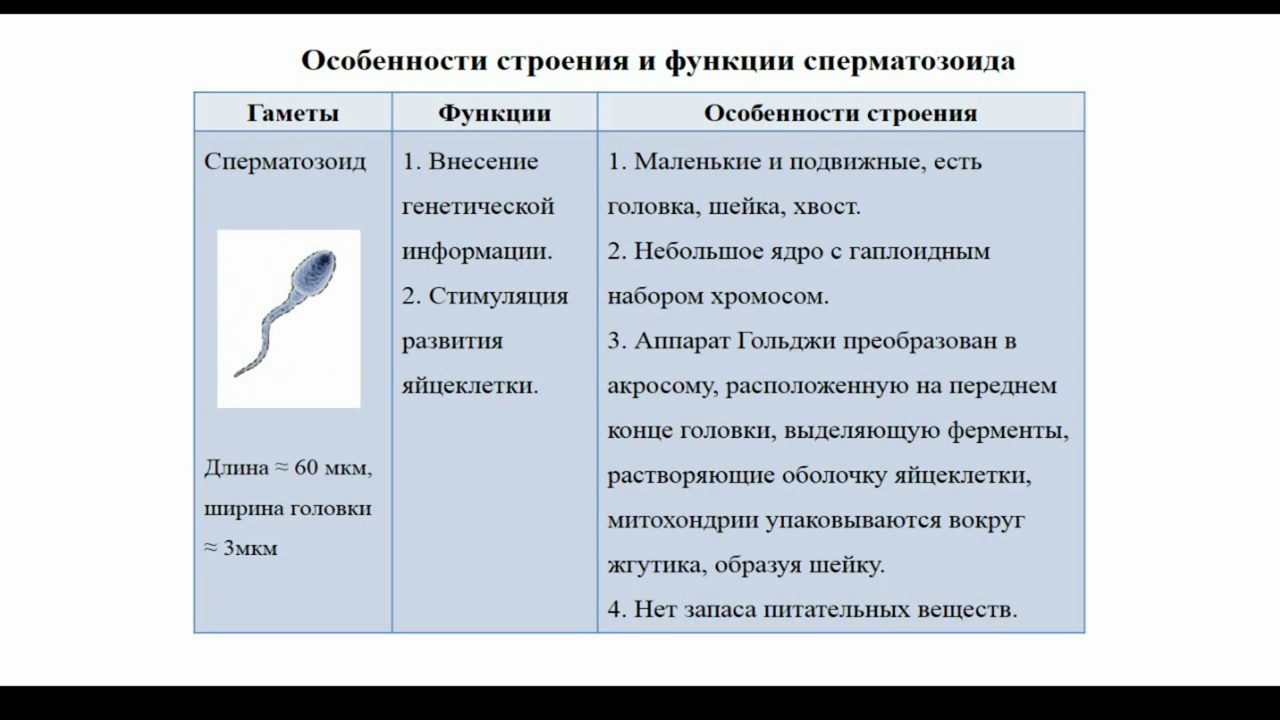 Особенности строения и функции сперматозоида
Гаметы
Функции
Особенности строения
Сперматозоид
Длина ≈ 60 мкм,
ширина головки
≈ 3мкм
1. Внесение
генетической
информации.
2. Стимуляция
развития
яйцеклетки.
1. Маленькие и подвижные, есть
головка, шейка, хвост.
2. Небольшое ядро с гаплоидным
набором хромосом.
3. Аппарат Гольджи преобразован в
акросому, расположенную на переднем
конце головки, выделяющую ферменты,
растворяющие оболочку яйцеклетки,
митохондрии упаковываются вокруг
жгутика, образуя шейку.
4. Нет запаса питательных веществ.